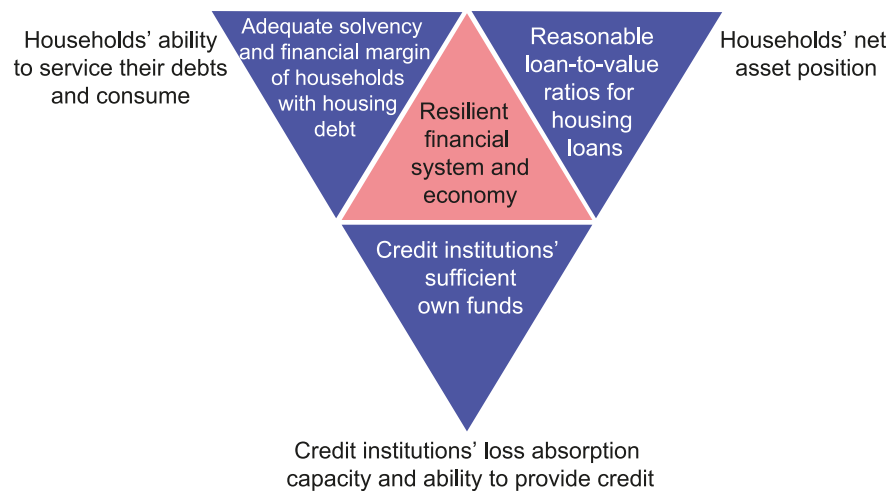 Households’ ability
to service their debts
and consume
Adequate solvency
and financial margin
of households
with housing
debt
Reasonable
loan-to-value
ratios for
housing
loans
Households’ net
asset position
Resilient
financial
system and
economy
Credit institutions’
sufficient
own funds
Credit institutions’ loss absorption
capacity and ability to provide credit